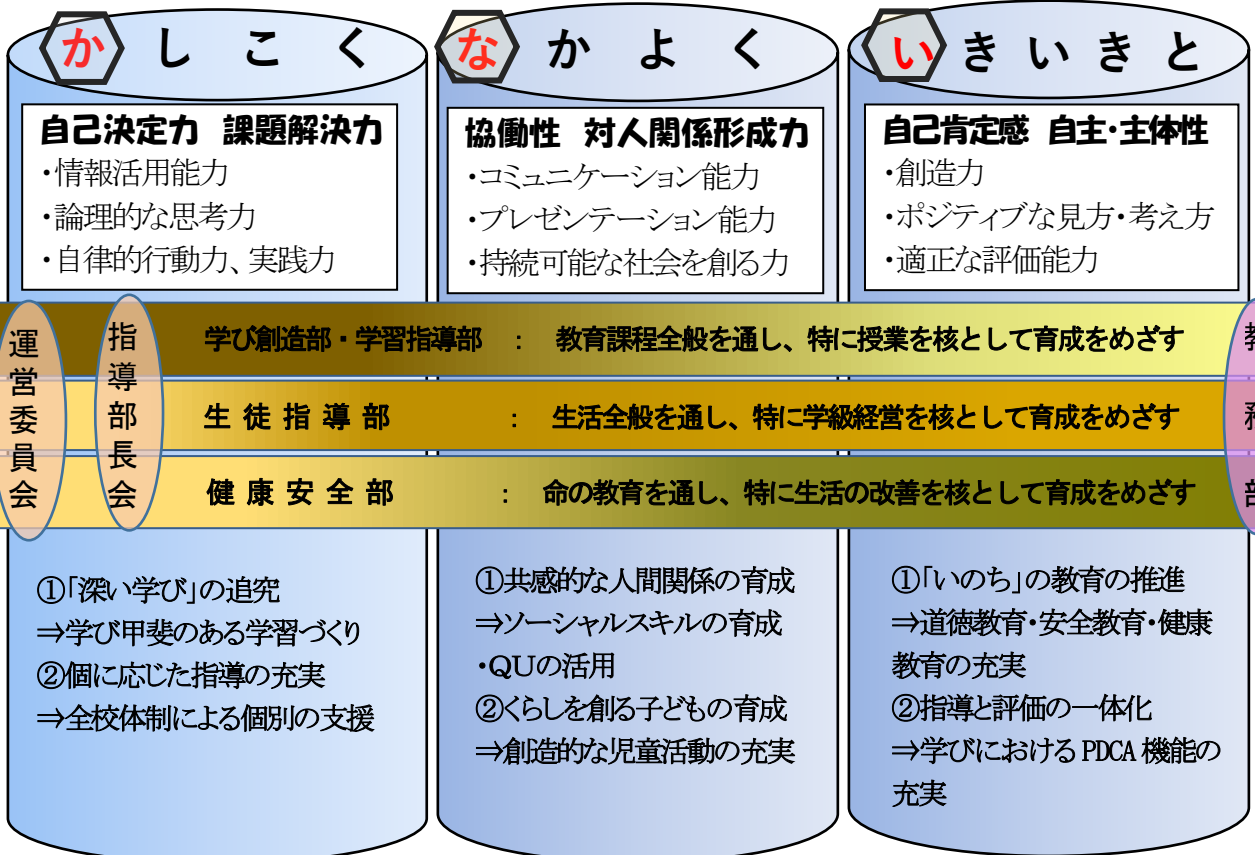 かしこく
自己決定力 課題解決力
・情報活用能力
・論理的な思考力
・自律的行動力、実践力
なかよく
協働性 対人関係形成力
・コミュニケーション能力
・プレゼンテーション能力
・持続可能な社会を創る力
いきいきと
自己肯定感 自主・主体性
・創造力
・ポジティブな見方・考え方
・適正な評価能力
運営委員会
指導部長会
学び創造部・学習指導部 : 教育課程全般を通し、特に授業を核として育成をめざす
生徒指導部 : 生活全般を通し、特に学級経営を核として育成をめざす
健康安全部 : 命の教育を通し、特に生活の改善を核として育成をめざす
教務部
①「深い学び」の追究
⇒学び甲斐のある学習づくり
②個に応じた指導の充実
⇒全校体制による個別の支援
①共感的な人間関係の育成
⇒ソーシャルスキルの育成
・QUの活用
②くらしを創る子どもの育成
⇒創造的な児童活動の充実
①「いのち」の教育の推進
⇒道徳教育・安全教育・健康
教育の充実
②指導と評価の一体化
⇒学びにおけるPDCA機能の
充実